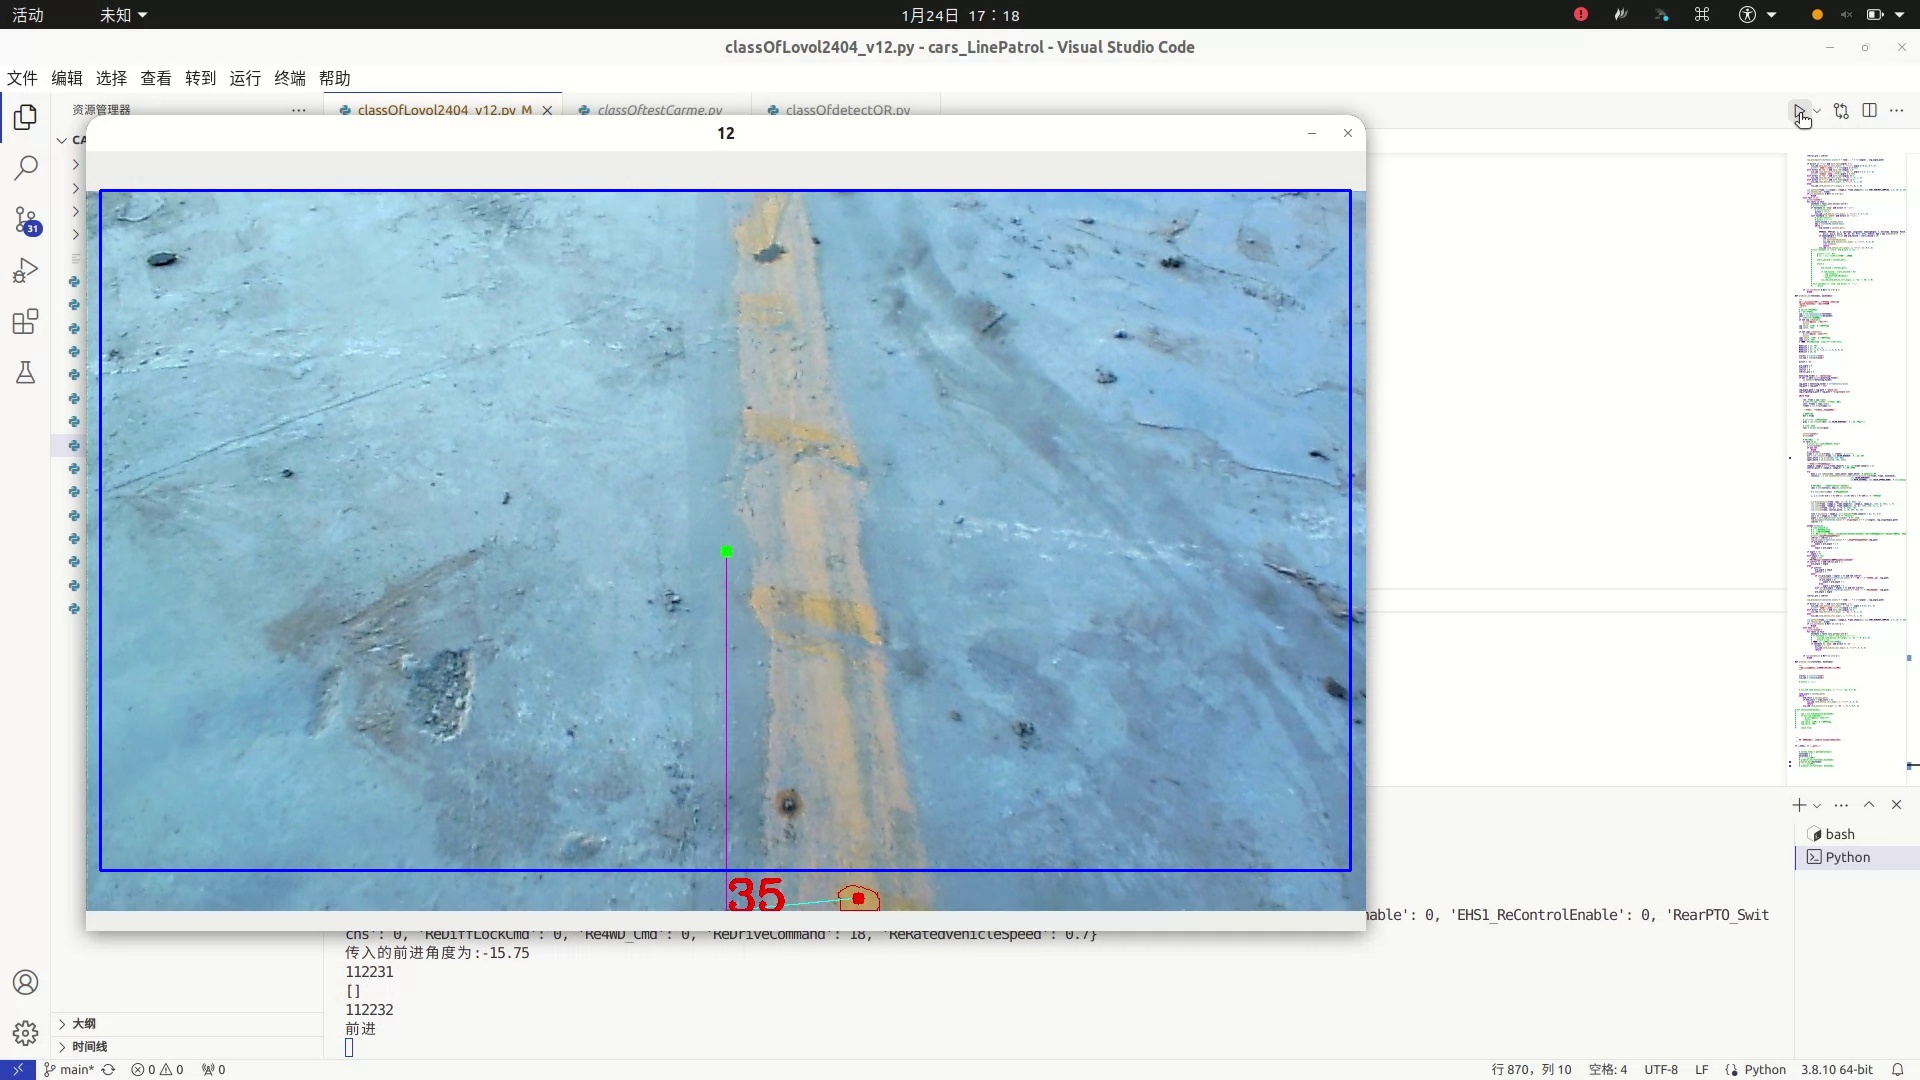 活动
未知
1月24日 17：18
classOfLovol2404_v12.py - cars_LinePatrol - Visual Studio Code
文件 编辑 选择 查看 转到 运行 终端 帮助
资源管理器
classOfLovol2404_v12.py M
classOftestCarme.py
classOfdetectQR.py
CA
12
31
35
bash
Python
nable': 0, 'EHS1_ReControlEnable': 0, 'RearPTO_Swit
chs': 0, 'ReDiffLockCmd': 0, 'Re4WD_Cmd': 0, 'ReDriveCommand': 18, 'ReRatedVehicleSpeed': 0.7}
传入的前进角度为:-15.75
112231
[]
112232
前进
大纲
时间线
main* 0 0 0
行 870，列 10 空格: 4 UTF-8 LF Python 3.8.10 64-bit